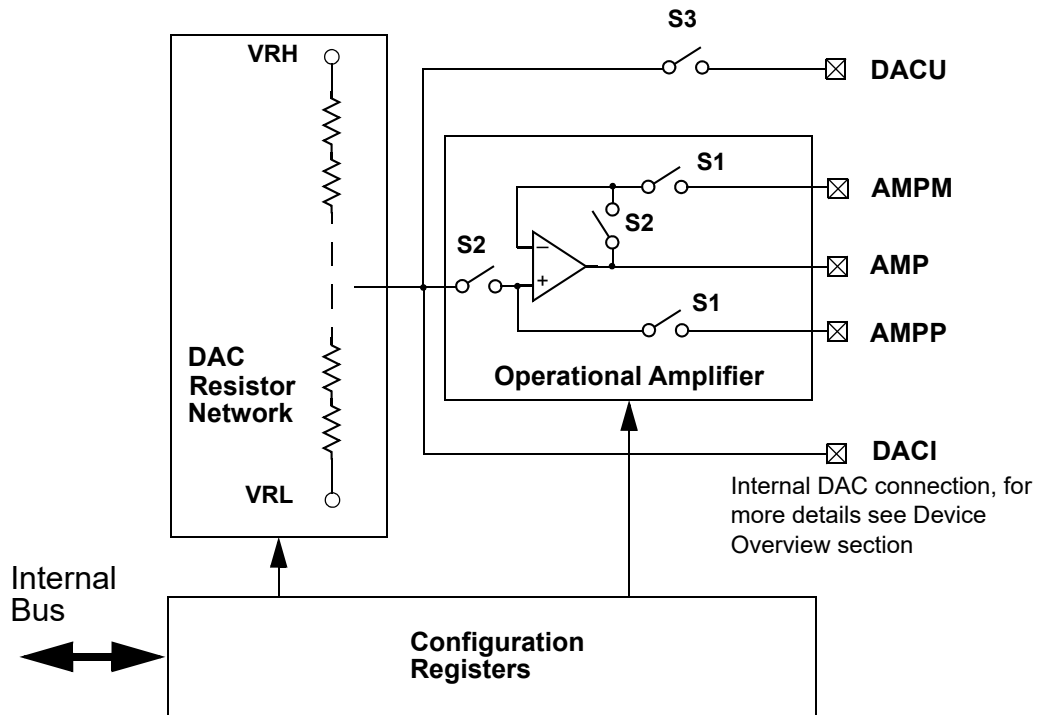 S3
VRH
DACU
S1
AMPM
S2
S2
−
AMP
+
S1
AMPP
DAC
Resistor
Network
Operational Amplifier
DACI
VRL
Internal DAC connection, for
more details see Device
Overview section
Internal
Bus
Configuration
Registers